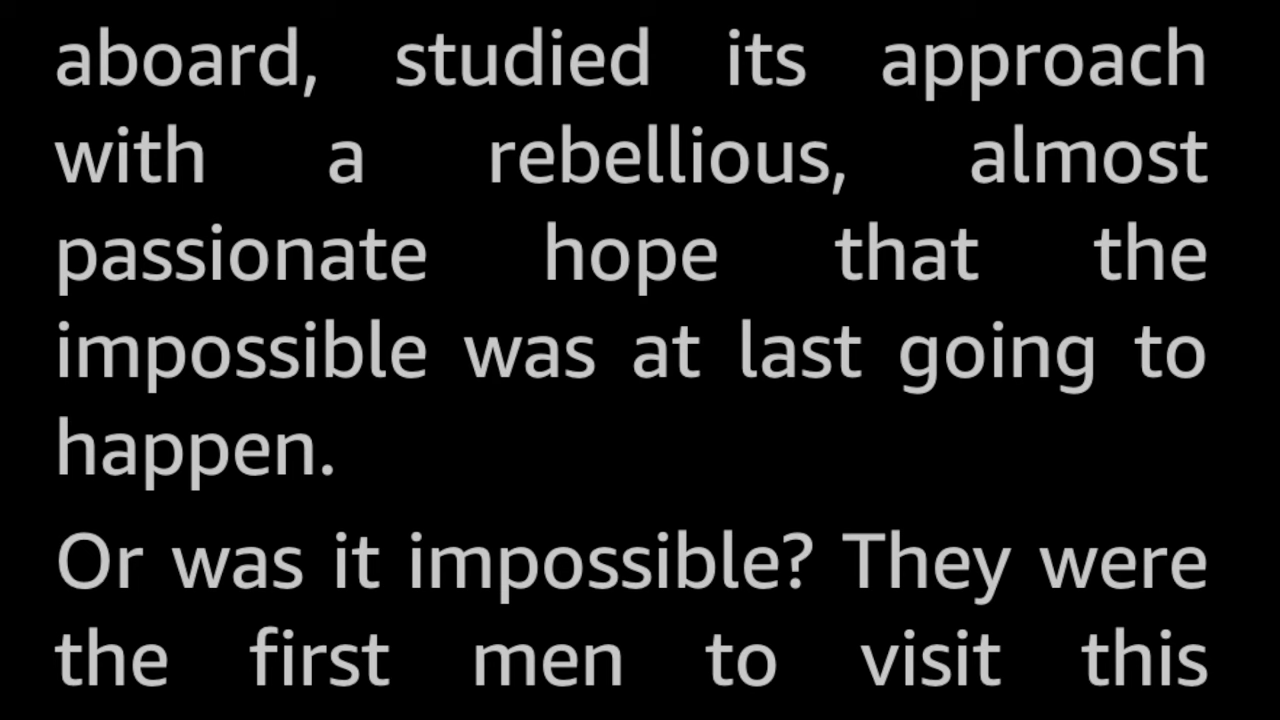 aboard, studied its approach
with a rebellious, almost
passionate hope that the
impossible was at last going to
happen.
Or was it impossible? They were
the first men to visit this